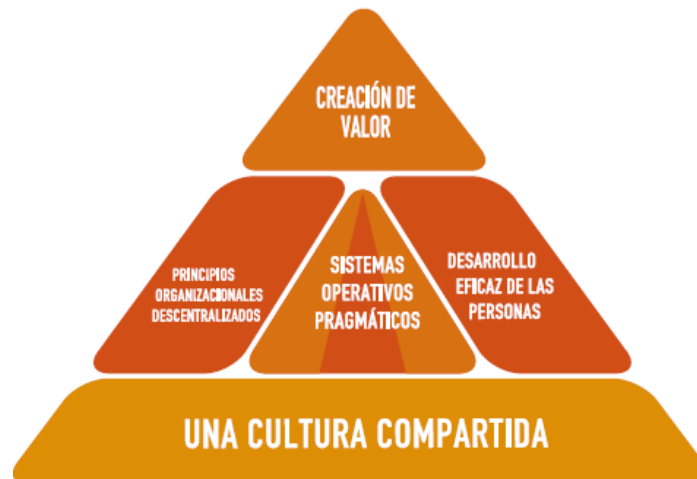 CREACIÓN DE
VALOR
PRINCIPIOS
ORGANIZACIONALES
DESCENTRALIZADOS
SISTEMAS
OPERATIVOS
PRAGMÁTICOS
DESARROLLO
EFICAZ DE LAS
PERSONAS
UNA CULTURA COMPARTIDA